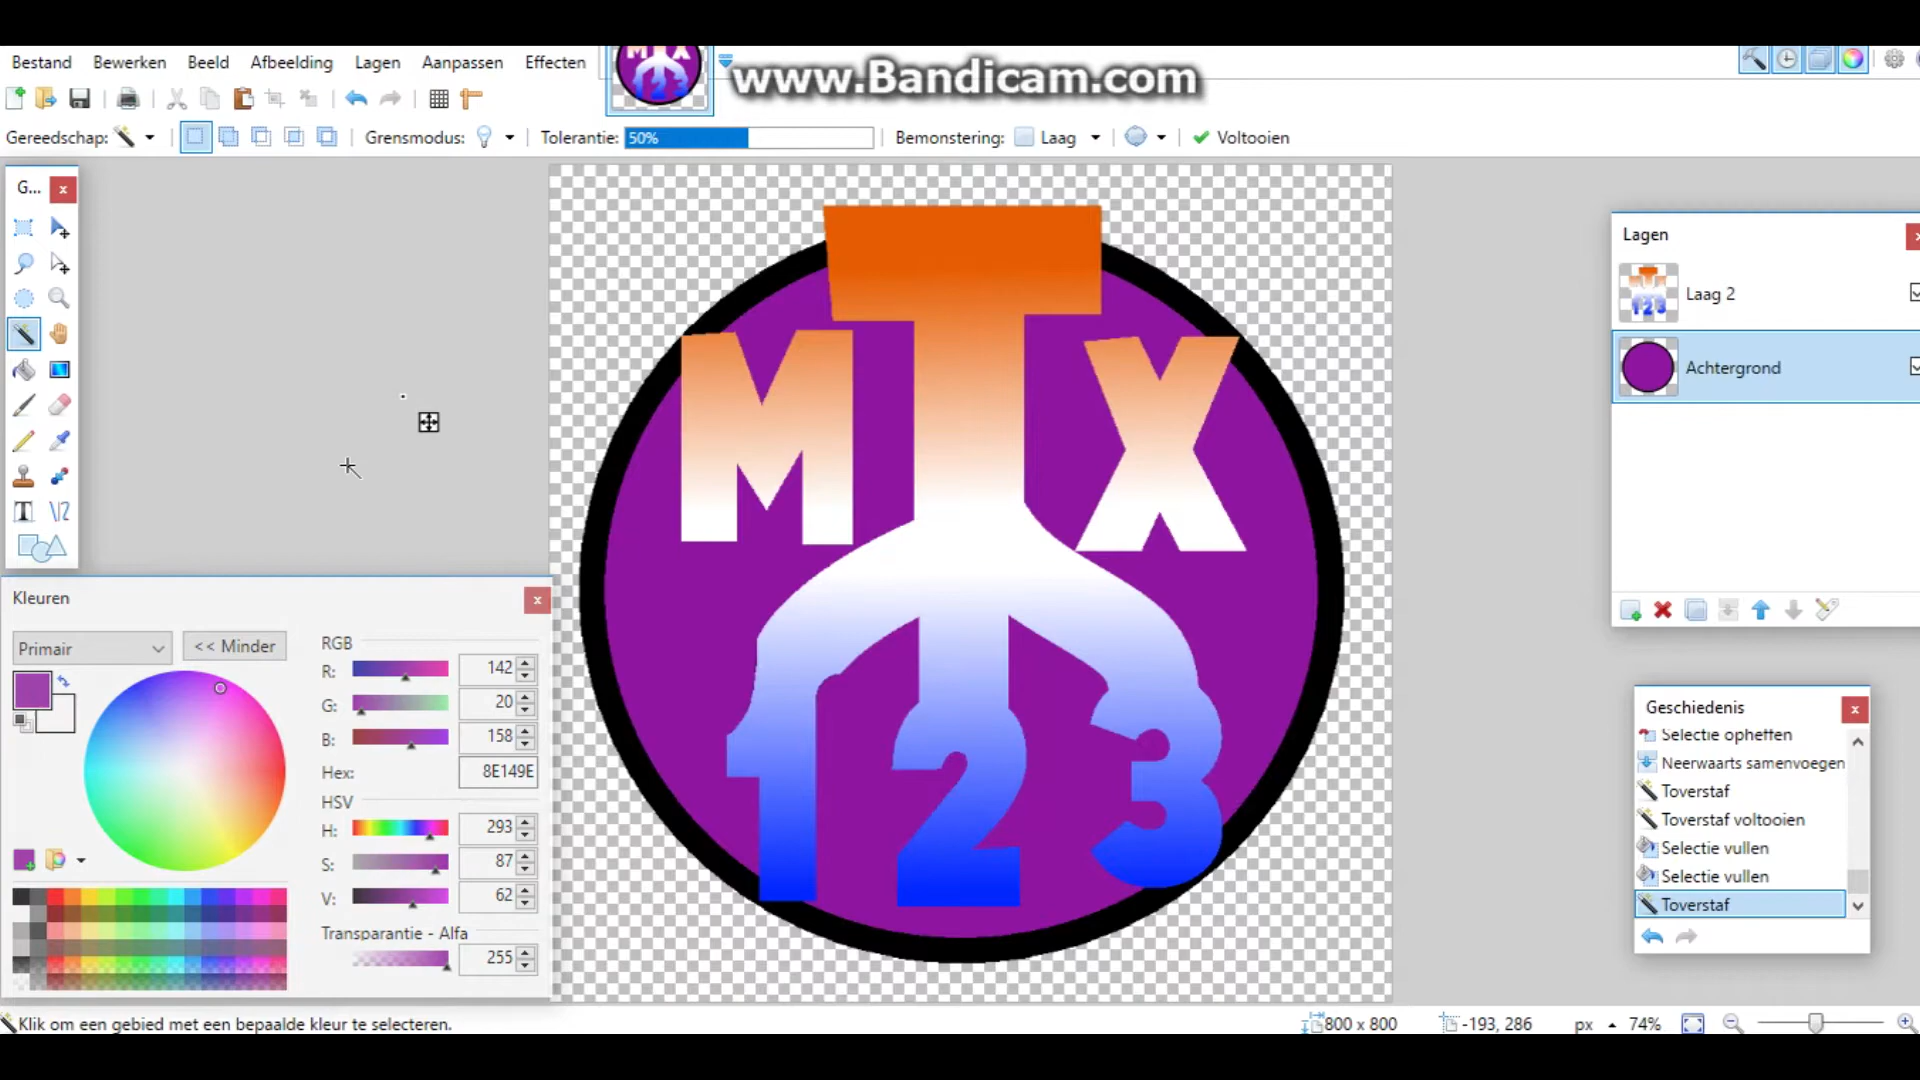 Bestand Bewerken Beeld Afbeelding Lagen Aanpassen Effecten
www.Bandicam.com
Gereedschap: Grensmodus: Tolerantie: 50% Bemonstering: Laag Voltooien
G...
MTX
123
Lagen
Laag 2
Achtergrond
Kleuren
Primair
<< Minder
RGB
R: 142
G: 20
B: 158
Hex: 8E149E
HSV
H: 293
S: 87
V: 62
Transparantie - Alfa
255
Geschiedenis
Selectie opheffen
Neerwaarts samenvoegen
Toverstaf
Toverstaf voltooien
Selectie vullen
Selectie vullen
Toverstaf
Klik om een gebied met een bepaalde kleur te selecteren.
800 x 800 -193, 286 px 74%